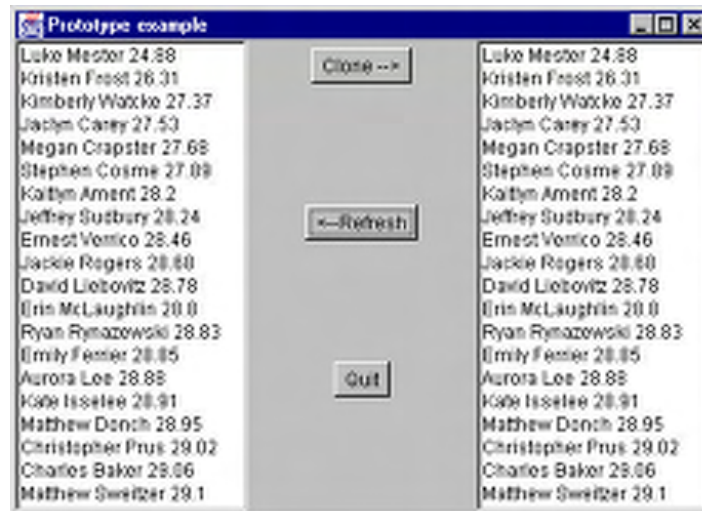 Prototype example
Luke Mester 24.88
Kristen Frost 26.31
Kimberly Watcke 27.37
Jaclyn Carey 27.53
Megan Crapster 27.68
Stephen Cosme 27.89
Kaitlyn Ament 28.2
Jeffrey Sudbury 28.24
Ernest Verrico 28.46
Jackie Rogers 28.68
David Liebovitz 28.78
Erin McLaughlin 28.8
Ryan Rynazewski 28.83
Emily Ferrier 28.85
Aurora Lee 28.88
Kate Isselee 28.91
Matthew Donch 28.95
Christopher Prus 29.02
Charles Baker 29.06
Matthew Sweitzer 29.1
Clone -->
<--Refresh
Quit
Luke Mester 24.88
Kristen Frost 26.31
Kimberly Watcke 27.37
Jaclyn Carey 27.53
Megan Crapster 27.68
Stephen Cosme 27.89
Kaitlyn Ament 28.2
Jeffrey Sudbury 28.24
Ernest Verrico 28.46
Jackie Rogers 28.68
David Liebovitz 28.78
Erin McLaughlin 28.8
Ryan Rynazewski 28.83
Emily Ferrier 28.85
Aurora Lee 28.88
Kate Isselee 28.91
Matthew Donch 28.95
Christopher Prus 29.02
Charles Baker 29.06
Matthew Sweitzer 29.1